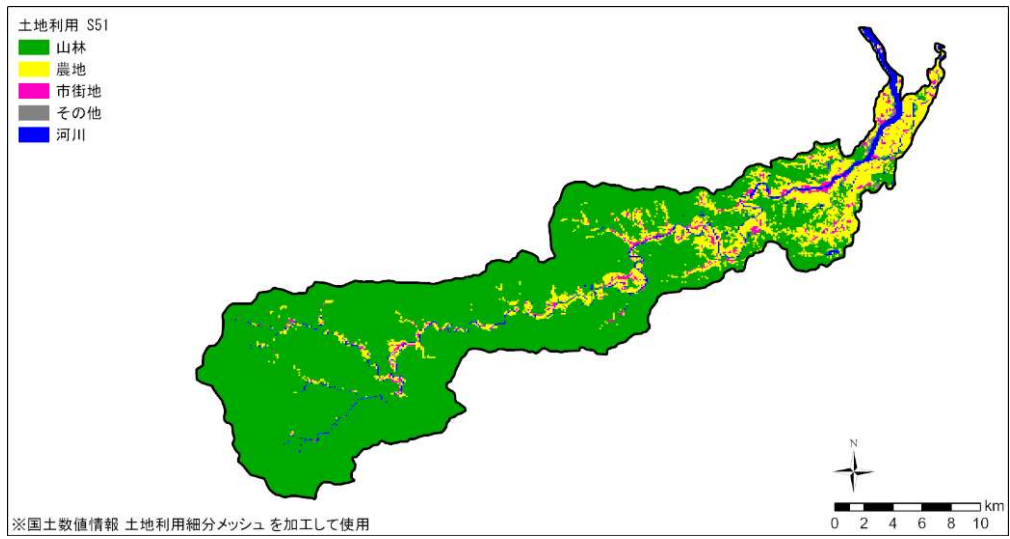 土地利用 S51
山林
農地
市街地
その他
河川
N
km
0 2 4 6 8 10
※国土数値情報 土地利用細分メッシュ を加工して使用